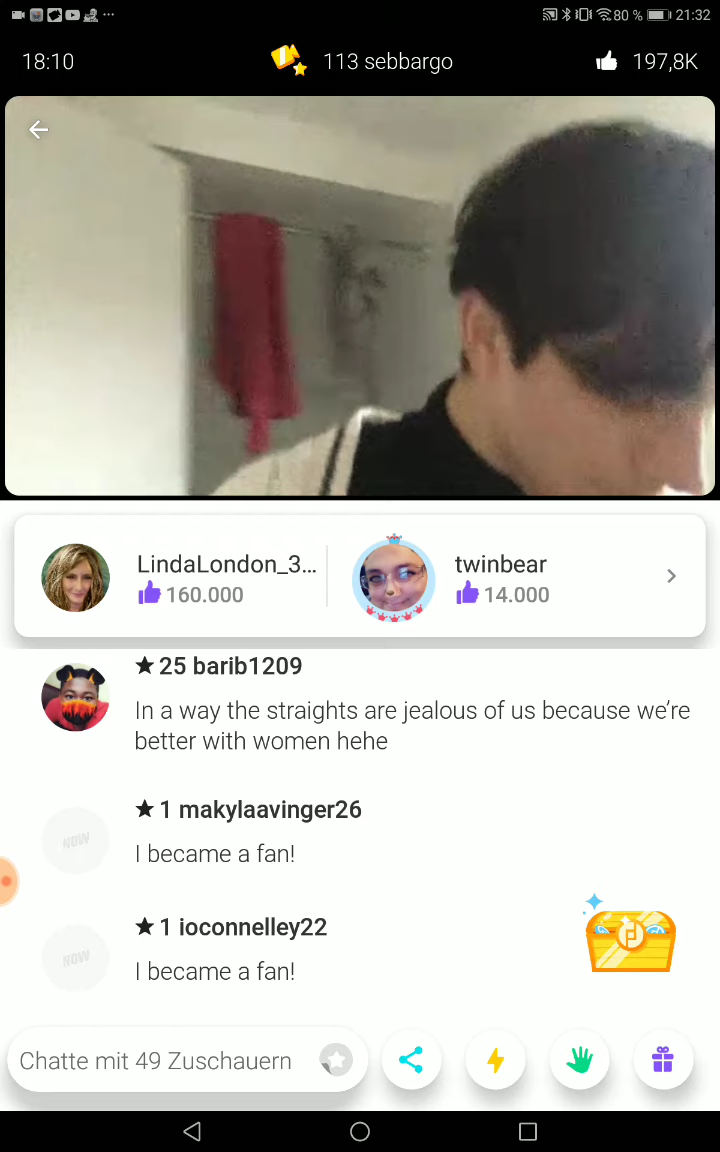 80 % 21:32
18:10 113 sebbargo 197,8K
LindaLondon_3... twinbear
160.000 14.000
25 barib1209
In a way the straights are jealous of us because we’re
better with women hehe
1 makylaavinger26
NOW
I became a fan!
1 ioconnelley22
NOW
I became a fan!
Chatte mit 49 Zuschauern